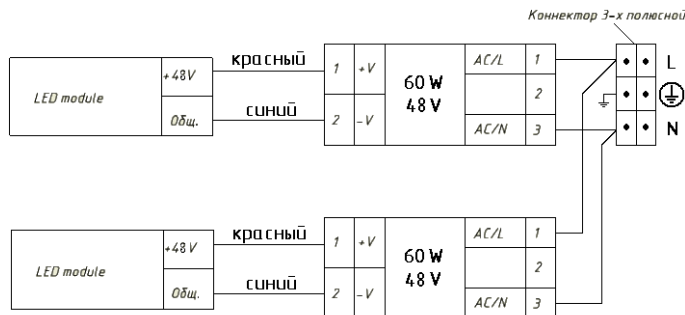 Коннектор 3-х полюсной
LED module
+48V
Общ.
красный
синий
1 +V
2 -V
60 W
48 V
AC/L 1
2
AC/N 3
L
N
LED module
+48V
Общ.
красный
синий
1 +V
2 -V
60 W
48 V
AC/L 1
2
AC/N 3